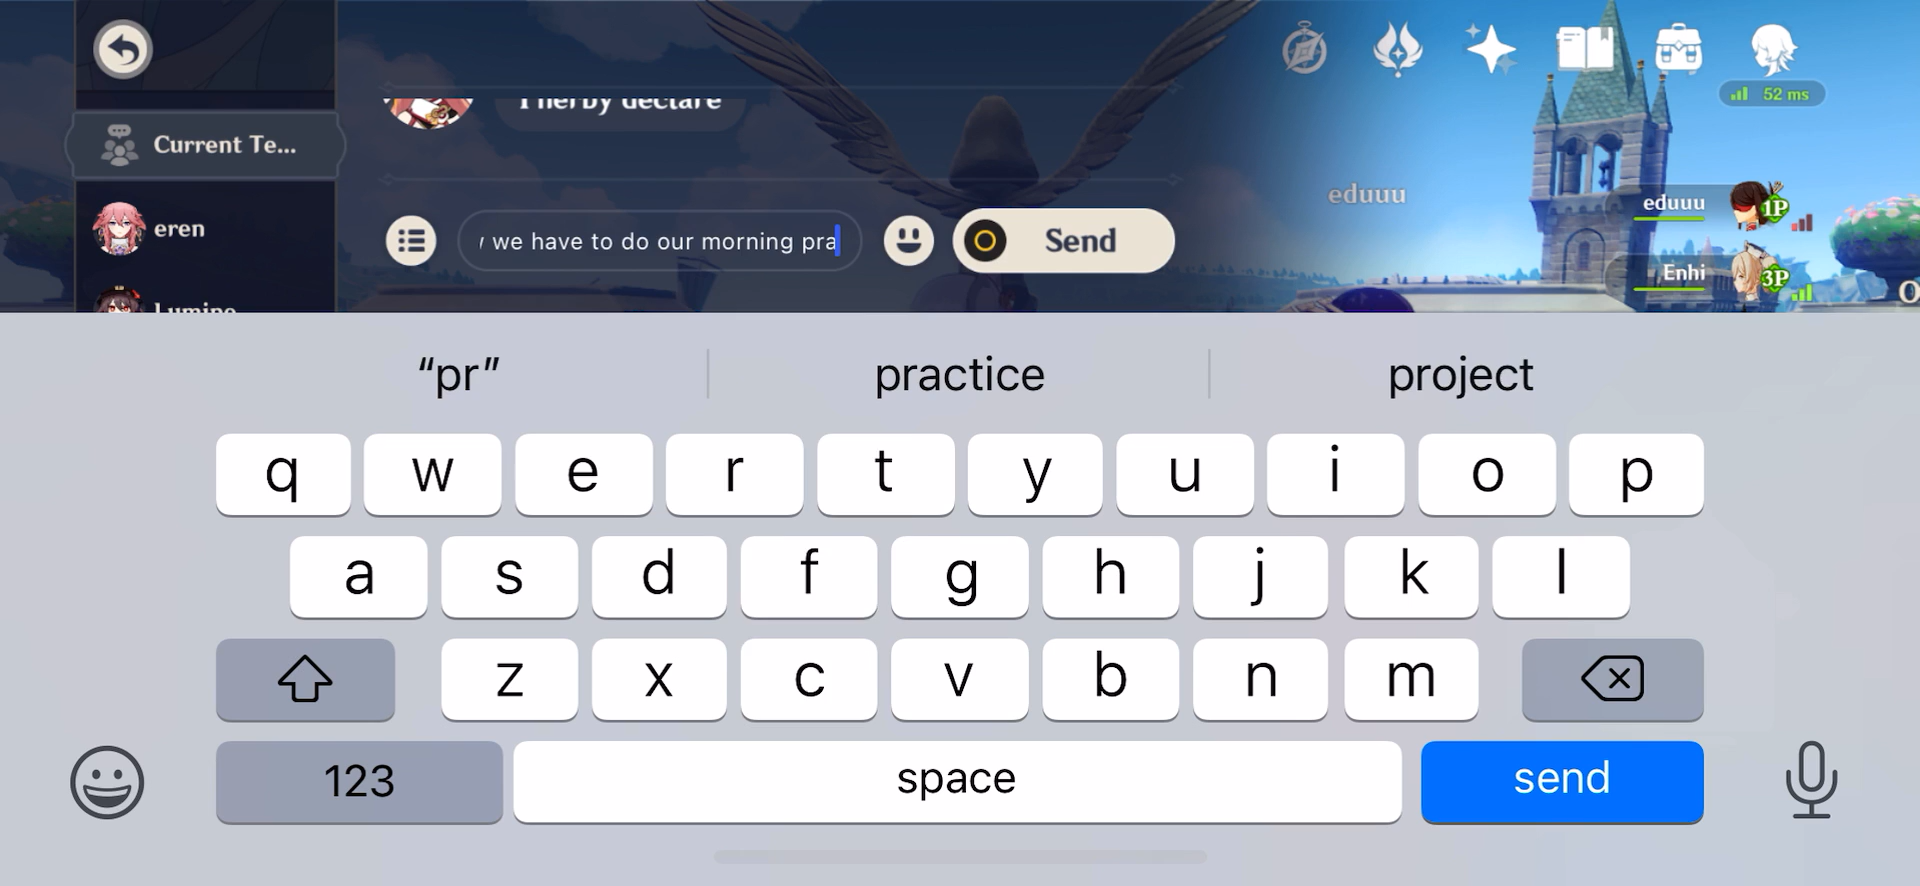 I herby declare
52 ms
Current Te...
eduuu
eduuu
1P
eren
we have to do our morning pra
Send
Enhi
3P
Lumine
“pr”
practice
project
q w e r t y u i o p
a s d f g h j k l
z x c v b n m
123
space
send